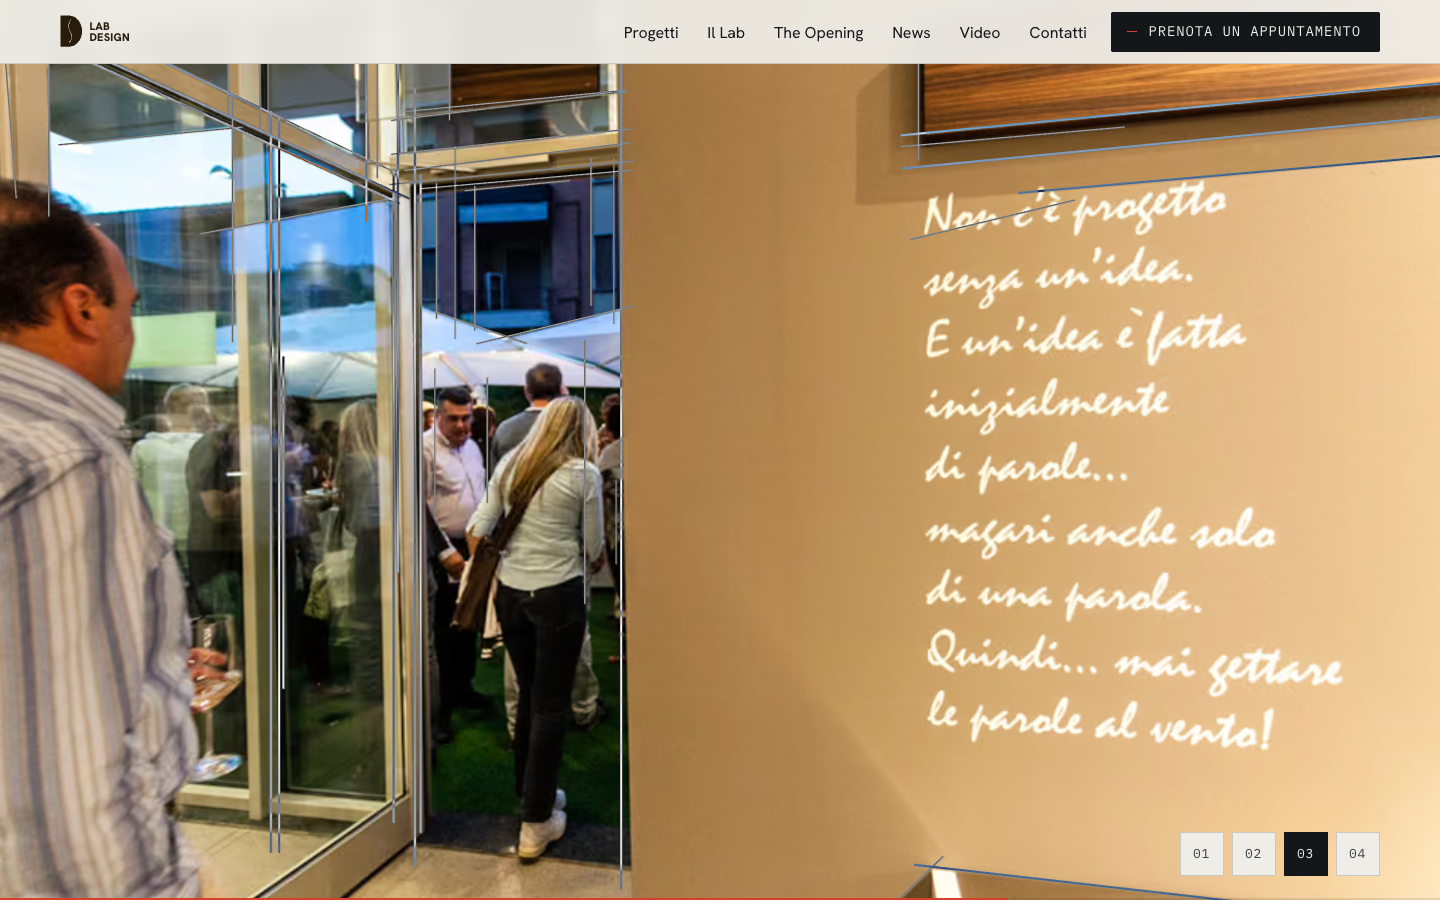 LAB
DESIGN
Progetti
Il Lab
The Opening
News
Video
Contatti
— PRENOTA UN APPUNTAMENTO
Non c'è progetto
senza un'idea.
E un'idea è fatta
inizialmente
di parole...
magari anche solo
di una parola.
Quindi... mai gettare
le parole al vento!
01
02
03
04